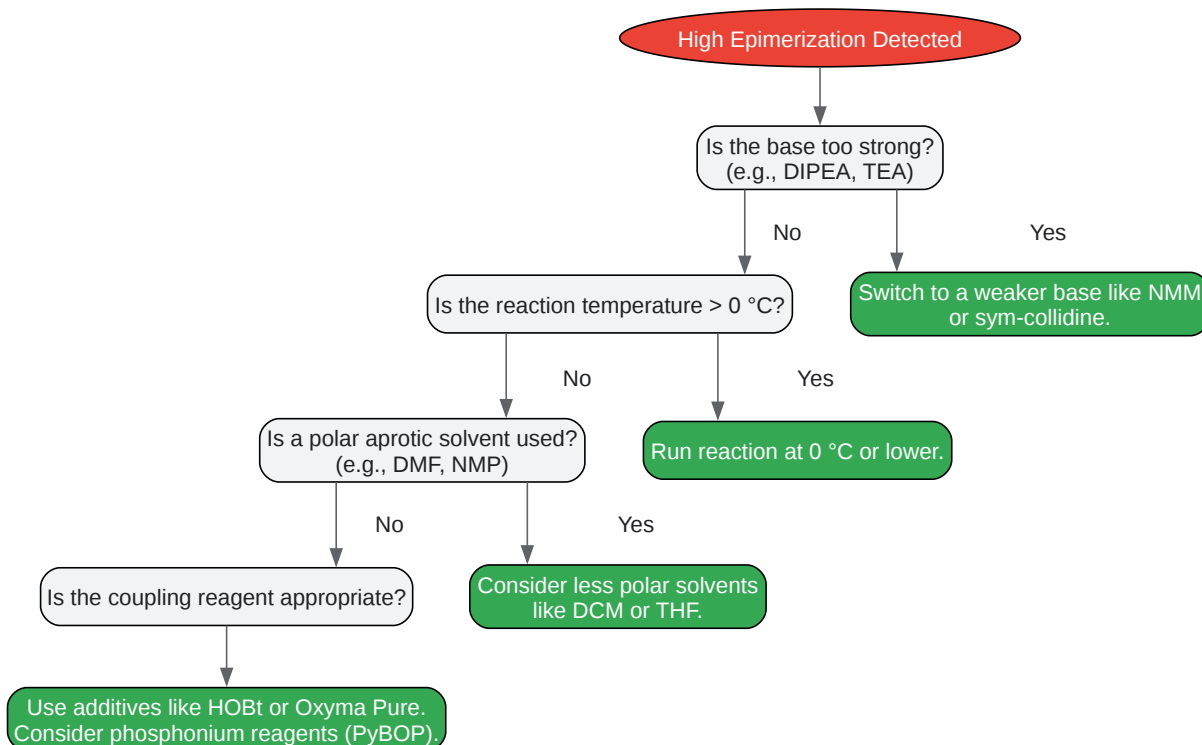 High Epimerization Detected
Is the base too strong?
(e.g., DIPEA, TEA)
No
Yes
Is the reaction temperature > 0 °C?
Switch to a weaker base like NMM
or sym-collidine.
No
Yes
Is a polar aprotic solvent used?
(e.g., DMF, NMP)
Run reaction at 0 °C or lower.
No
Yes
Is the coupling reagent appropriate?
Consider less polar solvents
like DCM or THF.
Use additives like HOBt or Oxyma Pure.
Consider phosphonium reagents (PyBOP).